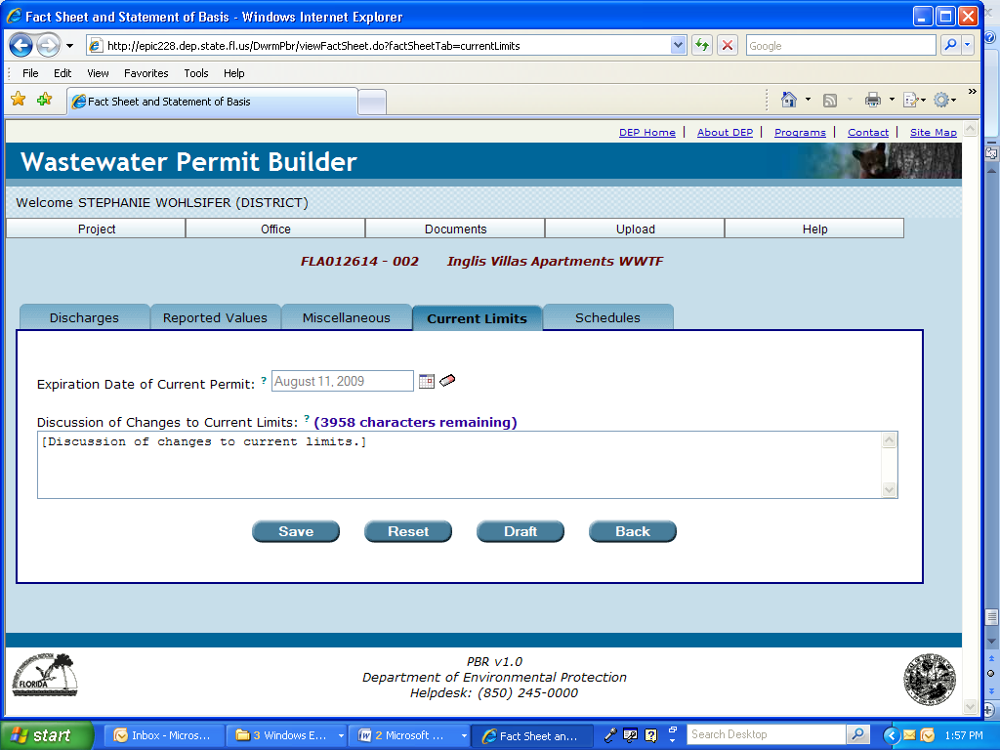 Fact Sheet and Statement of Basis - Windows Internet Explorer
http://epic228.dep.state.fl.us/DwrmPbr/viewFactSheet.do?factSheetTab=currentLimits
Google
File Edit View Favorites Tools Help
Fact Sheet and Statement of Basis
DEP Home | About DEP | Programs | Contact | Site Map
Wastewater Permit Builder
Welcome STEPHANIE WOHLSIFER (DISTRICT)
Project Office Documents Upload Help
FLA012614 - 002 Inglis Villas Apartments WWTF
Discharges Reported Values Miscellaneous Current Limits Schedules
Expiration Date of Current Permit: ? August 11, 2009
Discussion of Changes to Current Limits: ? (3958 characters remaining)
[Discussion of changes to current limits.]
Save Reset Draft Back
FLORIDA
PBR v1.0
Department of Environmental Protection
Helpdesk: (850) 245-0000
start Inbox - Micros... 3 Windows E... 2 Microsoft ... Fact Sheet an... Search Desktop 1:57 PM